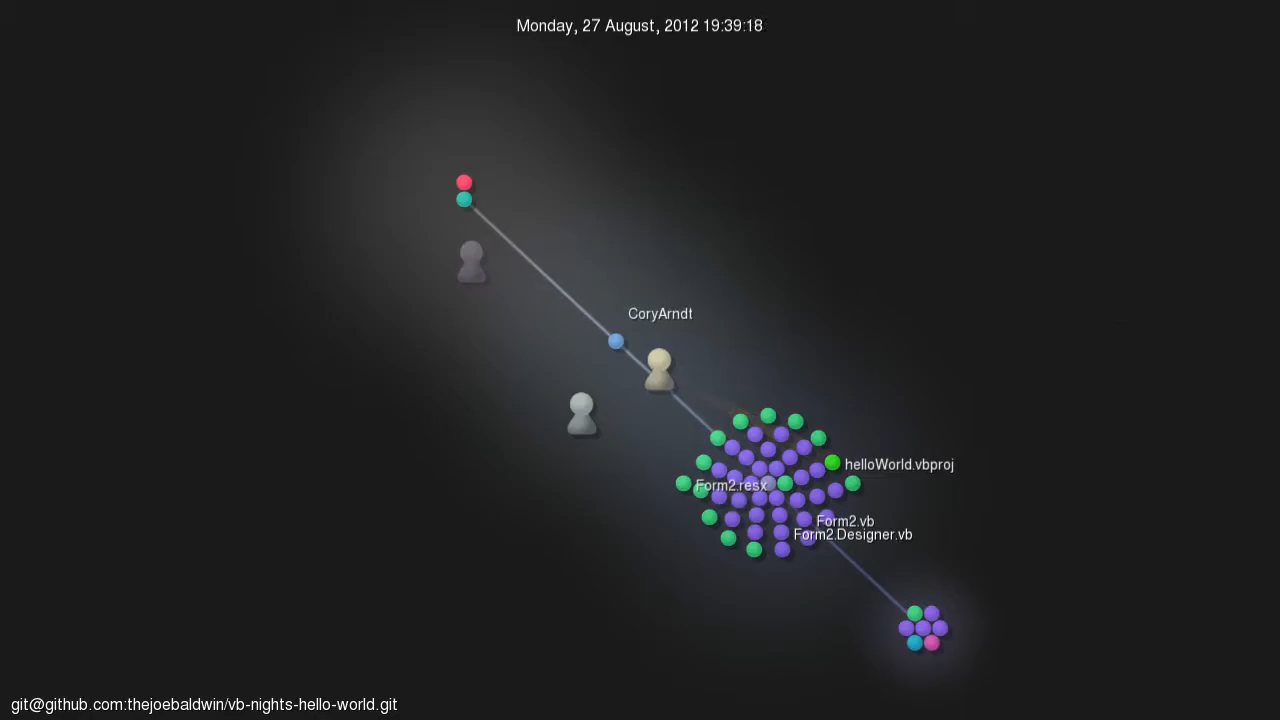 Monday, 27 August, 2012 19:39:18
CoryArndt
helloWorld.vbproj
Form2.resx
Form2.vb
Form2.Designer.vb
git@github.com:thejoebaldwin/vb-nights-hello-world.git